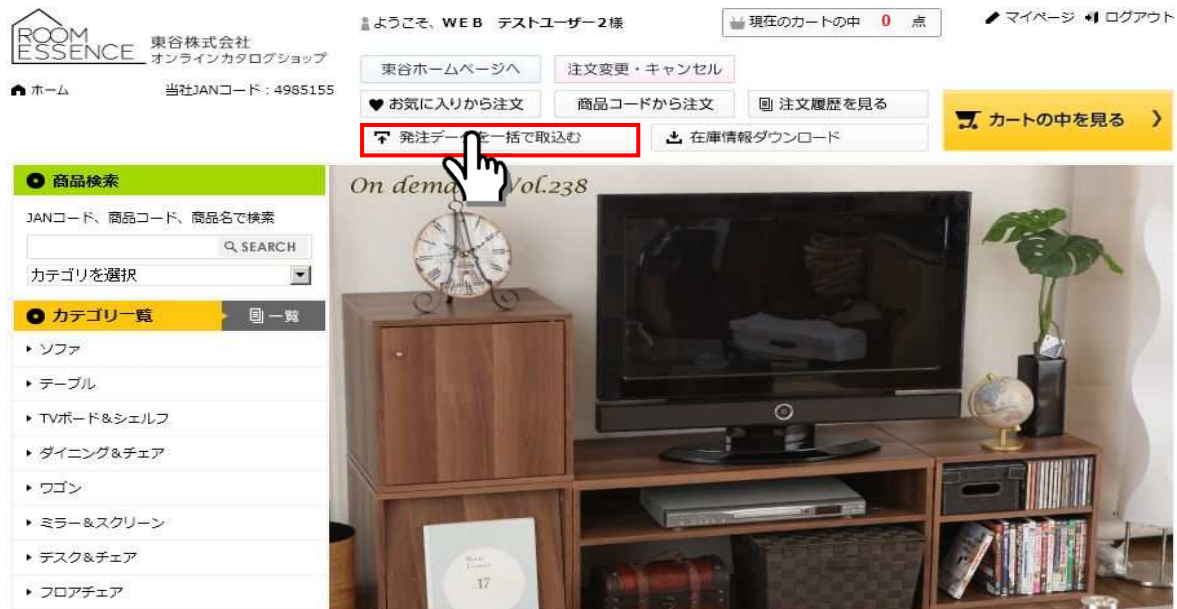 ROOM
ESSENCE
東谷株式会社
オンラインカタログショップ
ようこそ、WEB テストユーザー2様
現在のカートの中 0 点
マイページ
ログアウト
東谷ホームページへ
注文変更・キャンセル
ホーム
当社JANコード:4985155
お気に入りから注文
商品コードから注文
注文履歴を見る
カートの中を見る
発注データを一括で取込む
在庫情報ダウンロード
商品検索
JANコード、商品コード、商品名で検索
SEARCH
カテゴリを選択
カテゴリ一覧
一覧
ソファ
テーブル
TVボード&シェルフ
ダイニング&チェア
ワゴン
ミラー&スクリーン
デスク&チェア
フロアチェア
On dema Vol.238
17